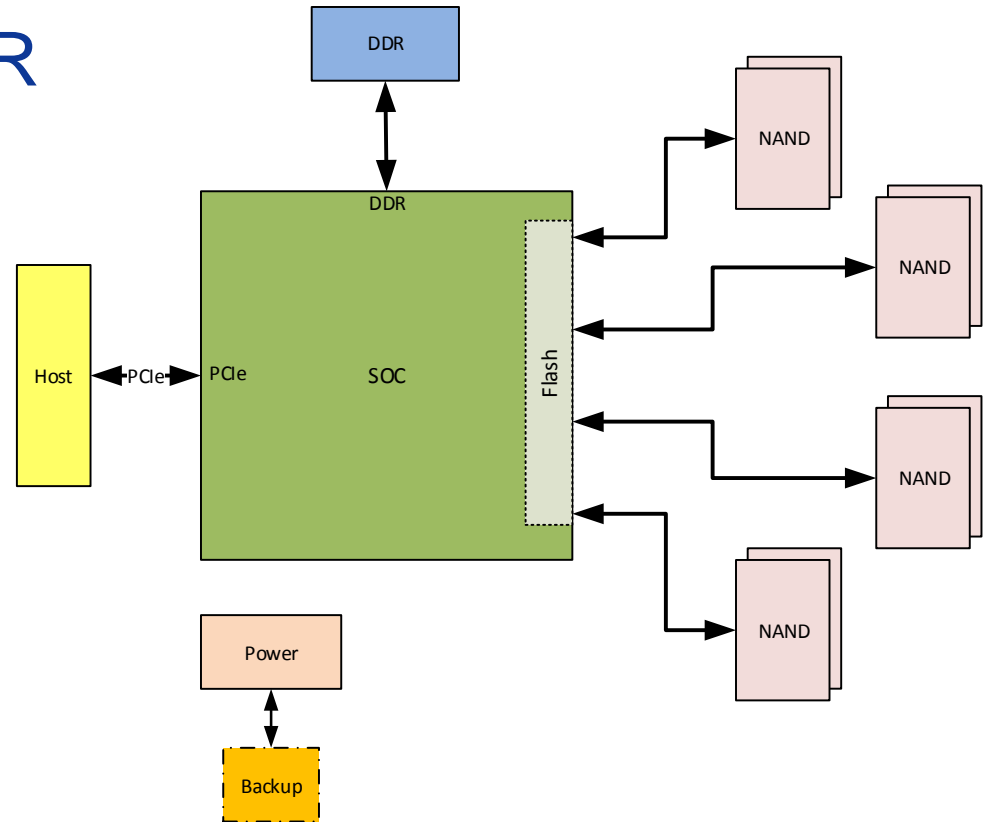 R
DDR
NAND
DDR
NAND
Host
PCIe
PCIe
SOC
Flash
NAND
NAND
Power
Backup